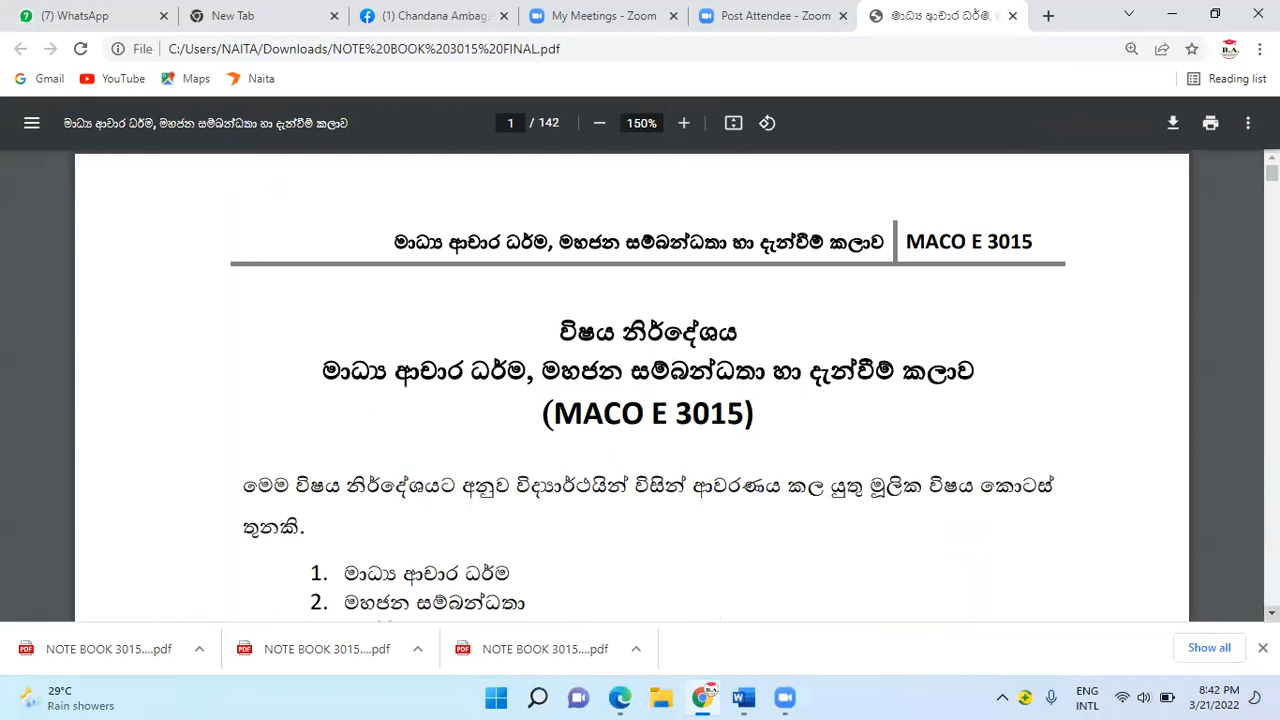 (7) WhatsApp
New Tab
(1) Chandana Ambag
My Meetings - Zoom
Post Attendee - Zoom
මාධ්‍ය ආචාර ධර්ම,
File
C:/Users/NAITA/Downloads/NOTE%20BOOK%203015%20FINAL.pdf
Gmail
YouTube
Maps
Naita
Reading list
මාධ්‍ය ආචාර ධර්ම, මහජන සම්බන්ධතා හා දැන්වීම් කලාව
1 / 142
150%
මාධ්‍ය ආචාර ධර්ම, මහජන සම්බන්ධතා හා දැන්වීම් කලාව MACO E 3015
විෂය නිර්දේශය
මාධ්‍ය ආචාර ධර්ම, මහජන සම්බන්ධතා හා දැන්වීම් කලාව
(MACO E 3015)
මෙම විෂය නිර්දේශයට අනුව විද්‍යාර්ථයින් විසින් ආවරණය කල යුතු මූලික විෂය කොටස්
තුනකි.
1. මාධ්‍ය ආචාර ධර්ම
2. මහජන සම්බන්ධතා
NOTE BOOK 3015....pdf
NOTE BOOK 3015....pdf
NOTE BOOK 3015....pdf
Show all
29°C
Rain showers
ENG
INTL
8:42 PM
3/21/2022